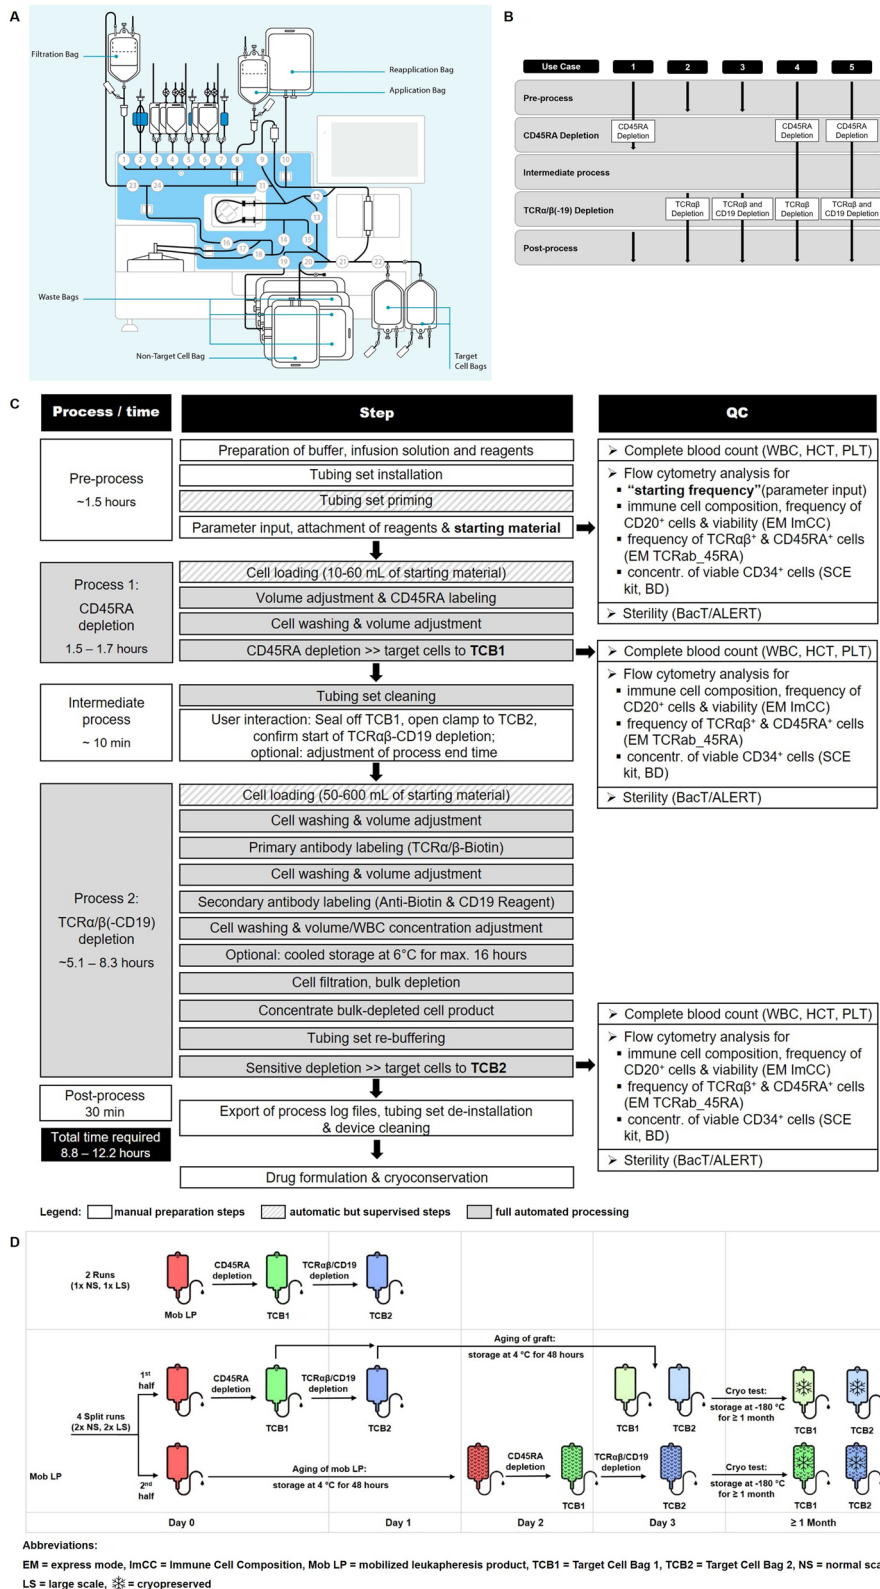 A
Filtration Bag
Reapplication Bag
Application Bag
1 2 3 4 5 6 7 8 9 10
23 24 11 12
13
16 17 18 14 15
19 20 21 22
Waste Bags
Non-Target Cell Bag
Target
Cell Bags
B
Use Case 1 2 3 4 5
Pre-process
CD45RA Depletion
CD45RA
Depletion
CD45RA
Depletion
CD45RA
Depletion
Intermediate process
TCRα/β(-19) Depletion
TCRαβ
Depletion
TCRαβ and
CD19 Depletion
TCRαβ
Depletion
TCRαβ and
CD19 Depletion
Post-process
C
Process / time
Step
QC
Pre-process
~1.5 hours
Preparation of buffer, infusion solution and reagents
Tubing set installation
Tubing set priming
Parameter input, attachment of reagents & starting material
➢ Complete blood count (WBC, HCT, PLT)
➢ Flow cytometry analysis for
▪ “starting frequency”(parameter input)
▪ immune cell composition, frequency of
CD20⁺ cells & viability (EM ImCC)
▪ frequency of TCRαβ⁺ & CD45RA⁺ cells
(EM TCRab_45RA)
▪ concentr. of viable CD34⁺ cells (SCE
kit, BD)
➢ Sterility (BacT/ALERT)
Process 1:
CD45RA
depletion
1.5 – 1.7 hours
Cell loading (10-60 mL of starting material)
Volume adjustment & CD45RA labeling
Cell washing & volume adjustment
CD45RA depletion >> target cells to TCB1
➢ Complete blood count (WBC, HCT, PLT)
➢ Flow cytometry analysis for
▪ immune cell composition, frequency of
CD20⁺ cells & viability (EM ImCC)
▪ frequency of TCRαβ⁺ & CD45RA⁺ cells
(EM TCRab_45RA)
▪ concentr. of viable CD34⁺ cells (SCE
kit, BD)
➢ Sterility (BacT/ALERT)
Intermediate
process
~ 10 min
Tubing set cleaning
User interaction: Seal off TCB1, open clamp to TCB2,
confirm start of TCRαβ-CD19 depletion;
optional: adjustment of process end time
Process 2:
TCRα/β(-CD19)
depletion
~5.1 – 8.3 hours
Cell loading (50-600 mL of starting material)
Cell washing & volume adjustment
Primary antibody labeling (TCRα/β-Biotin)
Cell washing & volume adjustment
Secondary antibody labeling (Anti-Biotin & CD19 Reagent)
Cell washing & volume/WBC concentration adjustment
Optional: cooled storage at 6°C for max. 16 hours
Cell filtration, bulk depletion
Concentrate bulk-depleted cell product
Tubing set re-buffering
Sensitive depletion >> target cells to TCB2
➢ Complete blood count (WBC, HCT, PLT)
➢ Flow cytometry analysis for
▪ immune cell composition, frequency of
CD20⁺ cells & viability (EM ImCC)
▪ frequency of TCRαβ⁺ & CD45RA⁺ cells
(EM TCRab_45RA)
▪ concentr. of viable CD34⁺ cells (SCE
kit, BD)
➢ Sterility (BacT/ALERT)
Post-process
30 min
Export of process log files, tubing set de-installation
& device cleaning
Total time required
8.8 – 12.2 hours
Drug formulation & cryoconservation
Legend: manual preparation steps automatic but supervised steps full automated processing
D
2 Runs
(1x NS, 1x LS)
Mob LP
CD45RA
depletion
TCB1
TCRαβ/CD19
depletion
TCB2
Mob LP
4 Split runs
(2x NS, 2x LS)
1st
half
CD45RA
depletion
TCB1
TCRαβ/CD19
depletion
TCB2
Aging of graft:
storage at 4 °C for 48 hours
TCB1
TCB2
Cryo test:
storage at -180 °C
for ≥ 1 month
TCB1
TCB2
2nd
half
Aging of mob LP:
storage at 4 °C for 48 hours
CD45RA
depletion
TCB1
TCRαβ/CD19
depletion
TCB2
Cryo test:
storage at -180 °C
for ≥ 1 month
TCB1
TCB2
Day 0 Day 1 Day 2 Day 3 ≥ 1 Month
Abbreviations:
EM = express mode, ImCC = Immune Cell Composition, Mob LP = mobilized leukapheresis product, TCB1 = Target Cell Bag 1, TCB2 = Target Cell Bag 2, NS = normal sca
LS = large scale, = cryopreserved